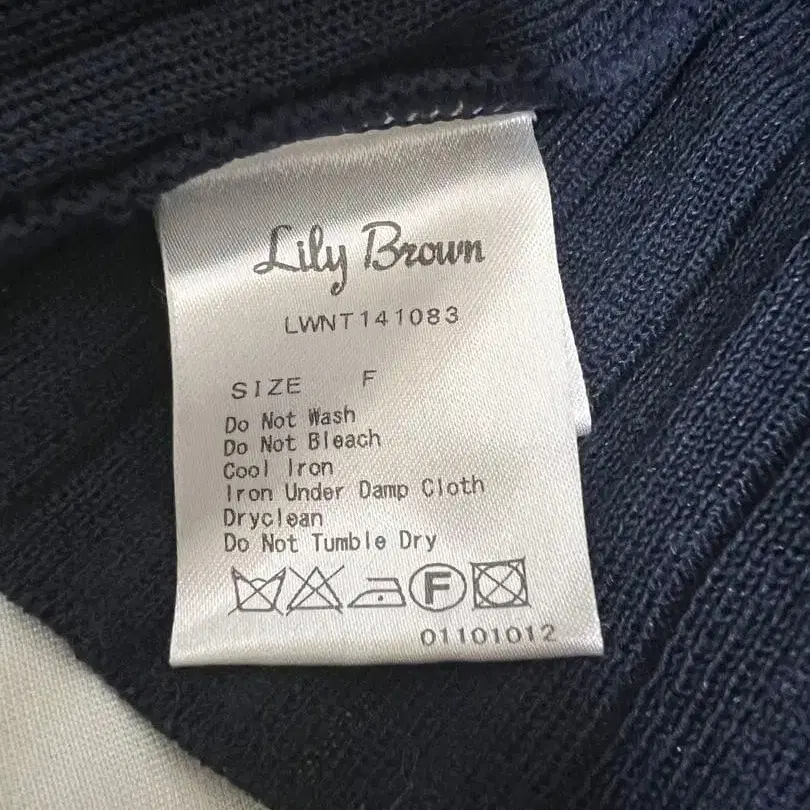 Lily Brown
LWNT141083
SIZE F
Do Not Wash
Do Not Bleach
Cool Iron
Iron Under Damp Cloth
Dryclean
Do Not Tumble Dry
F
01101012